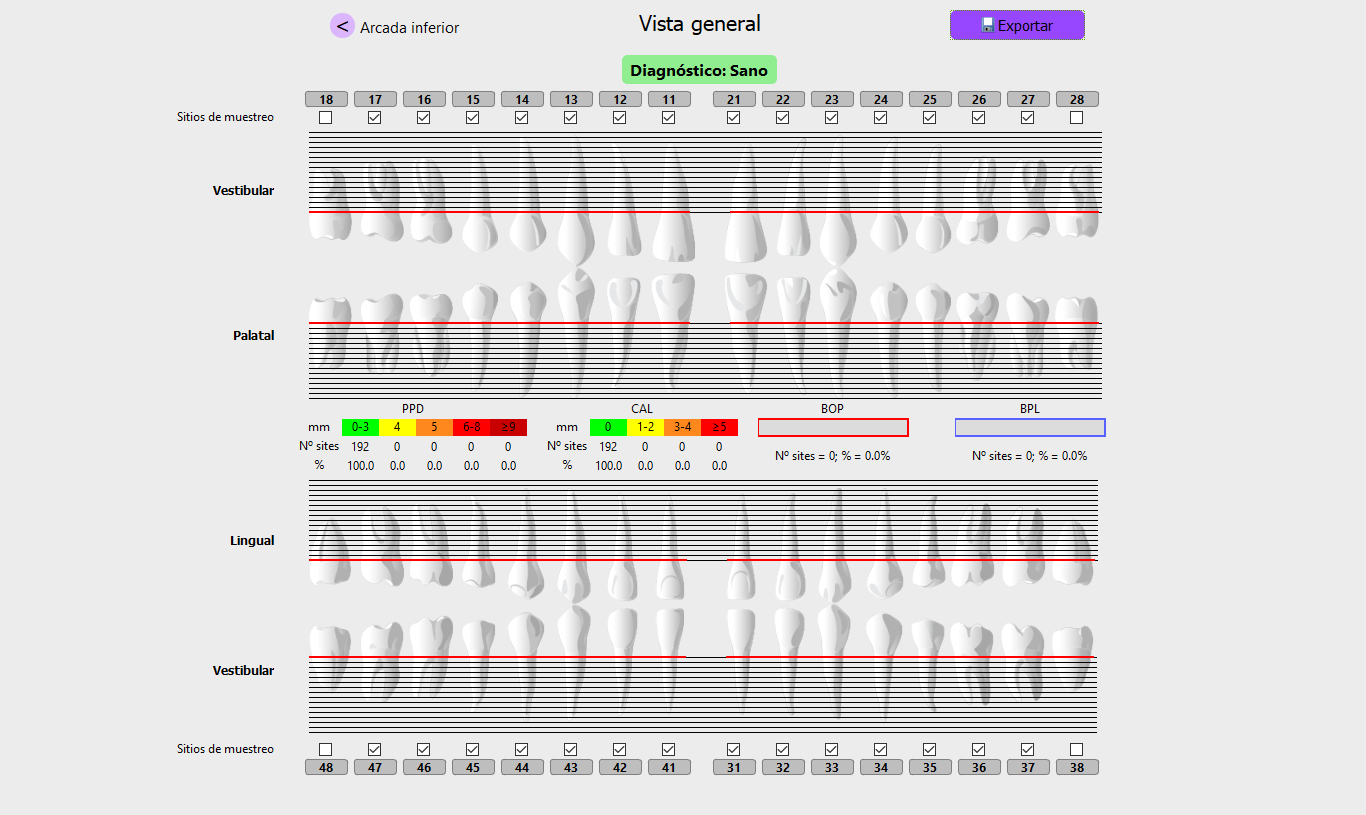 < Arcada inferior Vista general Exportar
Diagnóstico: Sano
18 17 16 15 14 13 12 11 21 22 23 24 25 26 27 28
Sitios de muestreo
Vestibular
Palatal
PPD CAL BOP BPL
mm 0-3 4 5 6-8 ≥9 mm 0 1-2 3-4 ≥5
Nº sites 192 0 0 0 0 Nº sites 192 0 0 0 Nº sites = 0; % = 0.0% Nº sites = 0; % = 0.0%
% 100.0 0.0 0.0 0.0 0.0 % 100.0 0.0 0.0 0.0
Lingual
Vestibular
Sitios de muestreo
48 47 46 45 44 43 42 41 31 32 33 34 35 36 37 38